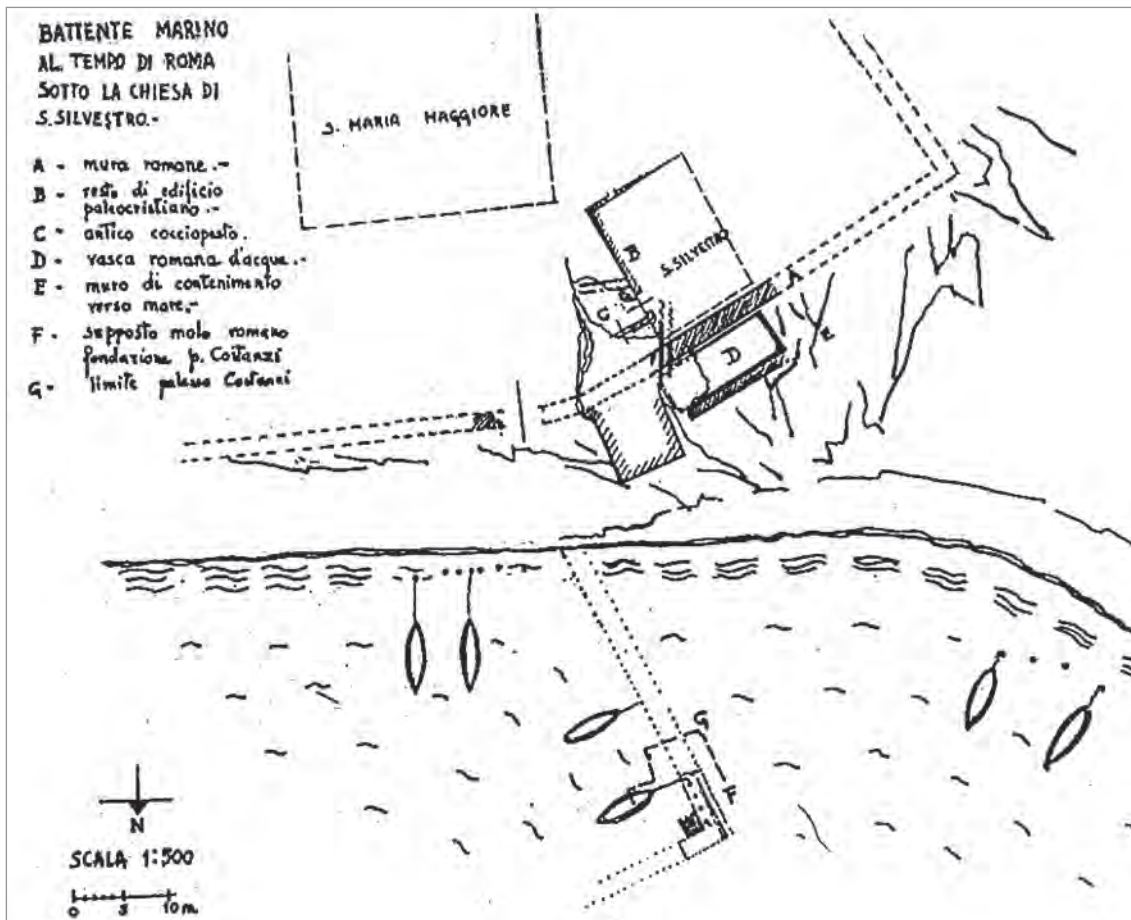 BATTENTE MARINO
AL TEMPO DI ROMA
SOTTO LA CHIESA DI
S. SILVESTRO.-
A - mura romane.-
B - resto di edificio
paleocristiano.-
C - antico cocciopesto.
D - vasca romana d'acqua.-
E - muro di contenimento
verso mare.-
F - supposto molo romano
fondazione p. Costanzi
G - limite palazzo Costanzi
S. MARIA MAGGIORE
B
S. SILVESTRO
A
C
D
E
G
F
N
SCALA 1:500
0 5 10 m.